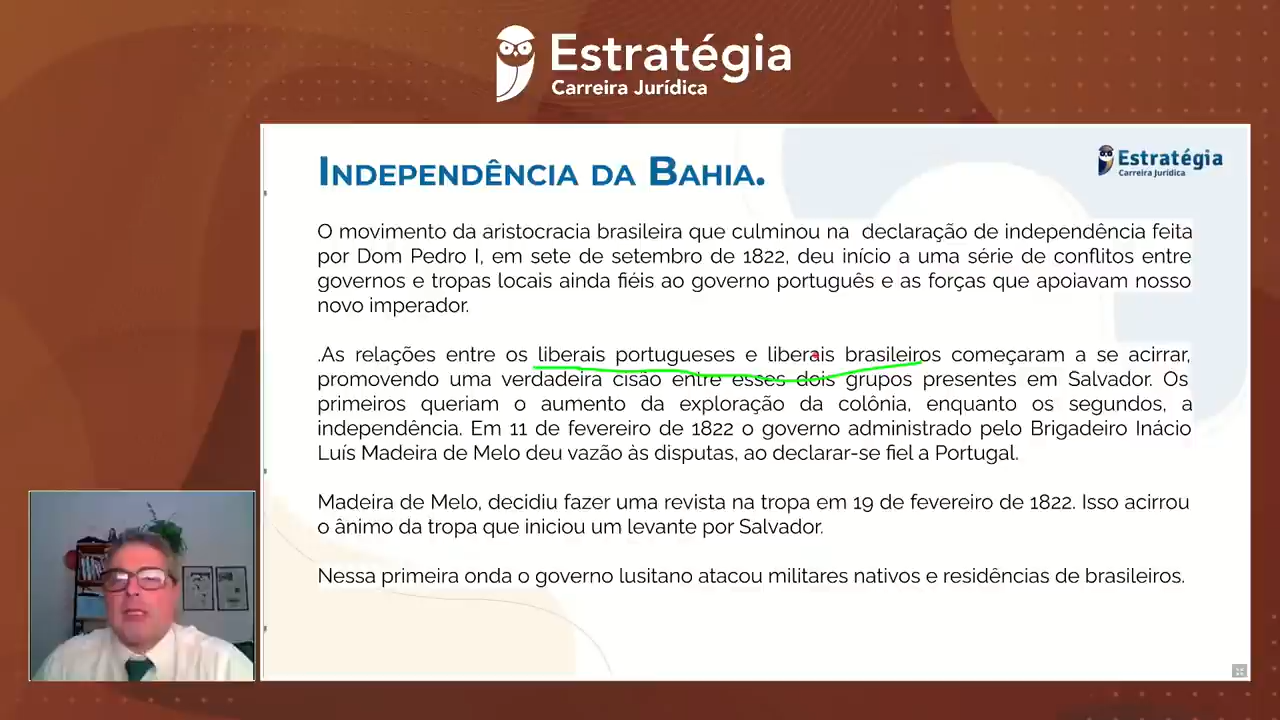 Estratégia
Carreira Jurídica
Independência da Bahia.
Estratégia
Carreira Jurídica
O movimento da aristocracia brasileira que culminou na declaração de independência feita
por Dom Pedro I, em sete de setembro de 1822, deu início a uma série de conflitos entre
governos e tropas locais ainda fiéis ao governo português e as forças que apoiavam nosso
novo imperador.
.As relações entre os liberais portugueses e liberais brasileiros começaram a se acirrar,
promovendo uma verdadeira cisão entre esses dois grupos presentes em Salvador. Os
primeiros queriam o aumento da exploração da colônia, enquanto os segundos, a
independência. Em 11 de fevereiro de 1822 o governo administrado pelo Brigadeiro Inácio
Luís Madeira de Melo deu vazão às disputas, ao declarar-se fiel a Portugal.
Madeira de Melo, decidiu fazer uma revista na tropa em 19 de fevereiro de 1822. Isso acirrou
o ânimo da tropa que iniciou um levante por Salvador.
Nessa primeira onda o governo lusitano atacou militares nativos e residências de brasileiros.